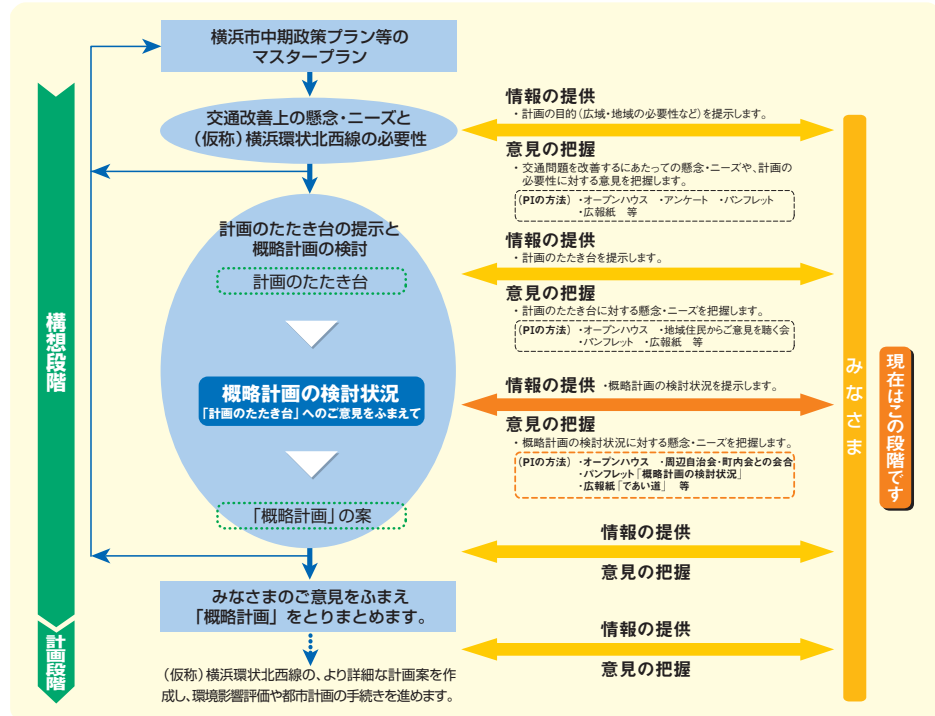 横浜市中期政策プラン等の
マスタープラン
交通改善上の懸念・ニーズと
(仮称)横浜環状北西線の必要性
計画のたたき台の提示と
概略計画の検討
計画のたたき台
概略計画の検討状況
「計画のたたき台」へのご意見をふまえて
「概略計画」の案
みなさまのご意見をふまえ
「概略計画」をとりまとめます。
(仮称)横浜環状北西線の、より詳細な計画案を作
成し、環境影響評価や都市計画の手続きを進めます。
構想段階
計画段階
情報の提供
・計画の目的(広域・地域の必要性など)を提示します。
意見の把握
・交通問題を改善するにあたっての懸念・ニーズや、計画の
必要性に対する意見を把握します。
(PIの方法) ・オープンハウス ・アンケート ・パンフレット
・広報紙 等
情報の提供
・計画のたたき台を提示します。
意見の把握
・計画のたたき台に対する懸念・ニーズを把握します。
(PIの方法) ・オープンハウス ・地域住民からご意見を聴く会
・パンフレット ・広報紙 等
情報の提供 ・概略計画の検討状況を提示します。
意見の把握
・概略計画の検討状況に対する懸念・ニーズを把握します。
(PIの方法) ・オープンハウス ・周辺自治会・町内会との会合
・パンフレット「概略計画の検討状況」
・広報紙「であい道」 等
情報の提供
意見の把握
情報の提供
意見の把握
みなさま
現在はこの段階です